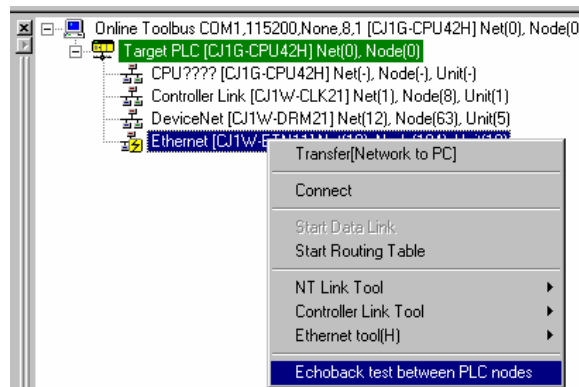 Online Toolbus COM1,115200,None,8,1 [CJ1G-CPU42H] Net(0), Node(0
Target PLC [CJ1G-CPU42H] Net(0), Node(0)
CPU???? [CJ1G-CPU42H] Net(-), Node(-), Unit(-)
Controller Link [CJ1W-CLK21] Net(1), Node(8), Unit(1)
DeviceNet [CJ1W-DRM21] Net(12), Node(63), Unit(5)
Ethernet [CJ1W-ETN11]
Transfer[Network to PC]
Connect
Start Data Link
Start Routing Table
NT Link Tool
Controller Link Tool
Ethernet tool(H)
Echoback test between PLC nodes